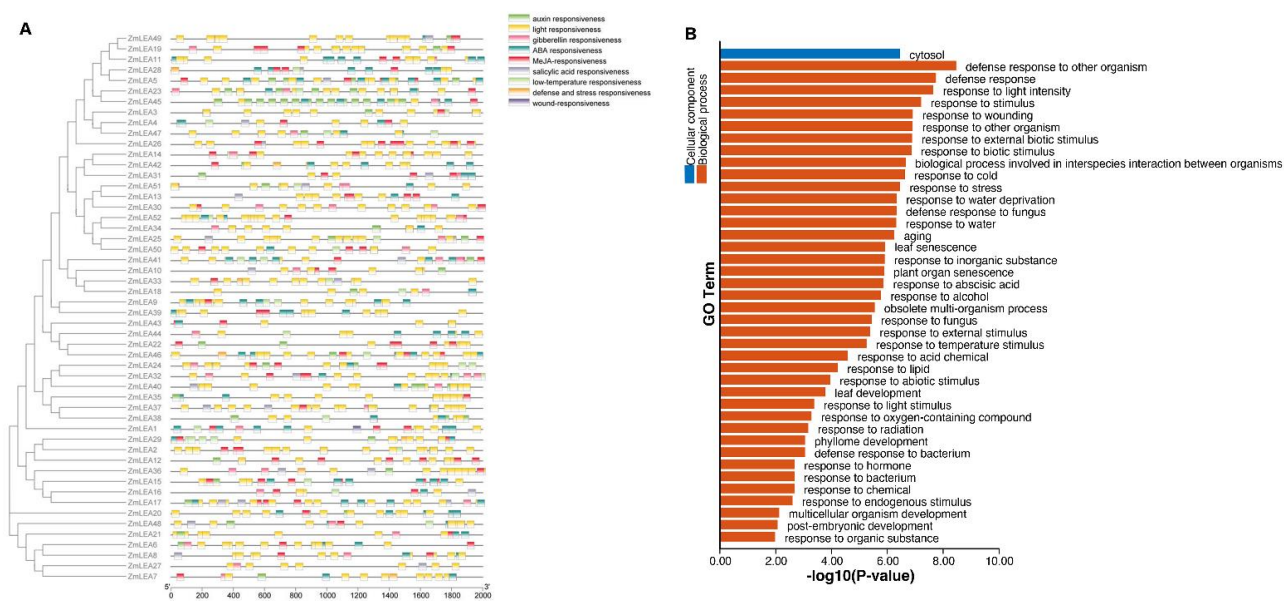 A
ZmLEA49
ZmLEA19
ZmLEA11
ZmLEA28
ZmLEA5
ZmLEA23
ZmLEA45
ZmLEA3
ZmLEA4
ZmLEA47
ZmLEA26
ZmLEA14
ZmLEA42
ZmLEA31
ZmLEA51
ZmLEA13
ZmLEA30
ZmLEA52
ZmLEA34
ZmLEA25
ZmLEA50
ZmLEA41
ZmLEA10
ZmLEA33
ZmLEA18
ZmLEA9
ZmLEA39
ZmLEA43
ZmLEA44
ZmLEA22
ZmLEA46
ZmLEA24
ZmLEA32
ZmLEA40
ZmLEA35
ZmLEA37
ZmLEA38
ZmLEA1
ZmLEA29
ZmLEA2
ZmLEA12
ZmLEA36
ZmLEA15
ZmLEA16
ZmLEA17
ZmLEA20
ZmLEA48
ZmLEA21
ZmLEA6
ZmLEA8
ZmLEA27
ZmLEA7
5' 3'
0 200 400 600 800 1000 1200 1400 1600 1800 2000
auxin responsiveness
light responsiveness
gibberellin responsiveness
ABA responsiveness
MeJA-responsiveness
salicylic acid responsiveness
low-temperature responsiveness
defense and stress responsiveness
wound-responsiveness
B
Cellular component
Biological process
GO Term
cytosol
defense response to other organism
defense response
response to light intensity
response to stimulus
response to wounding
response to other organism
response to external biotic stimulus
response to biotic stimulus
biological process involved in interspecies interaction between organisms
response to cold
response to stress
response to water deprivation
defense response to fungus
response to water
aging
leaf senescence
response to inorganic substance
plant organ senescence
response to abscisic acid
response to alcohol
obsolete multi-organism process
response to fungus
response to external stimulus
response to temperature stimulus
response to acid chemical
response to lipid
response to abiotic stimulus
leaf development
response to light stimulus
response to oxygen-containing compound
response to radiation
phyllome development
defense response to bacterium
response to hormone
response to bacterium
response to chemical
response to endogenous stimulus
multicellular organism development
post-embryonic development
response to organic substance
0.00 2.00 4.00 6.00 8.00 10.00
-log10(P-value)